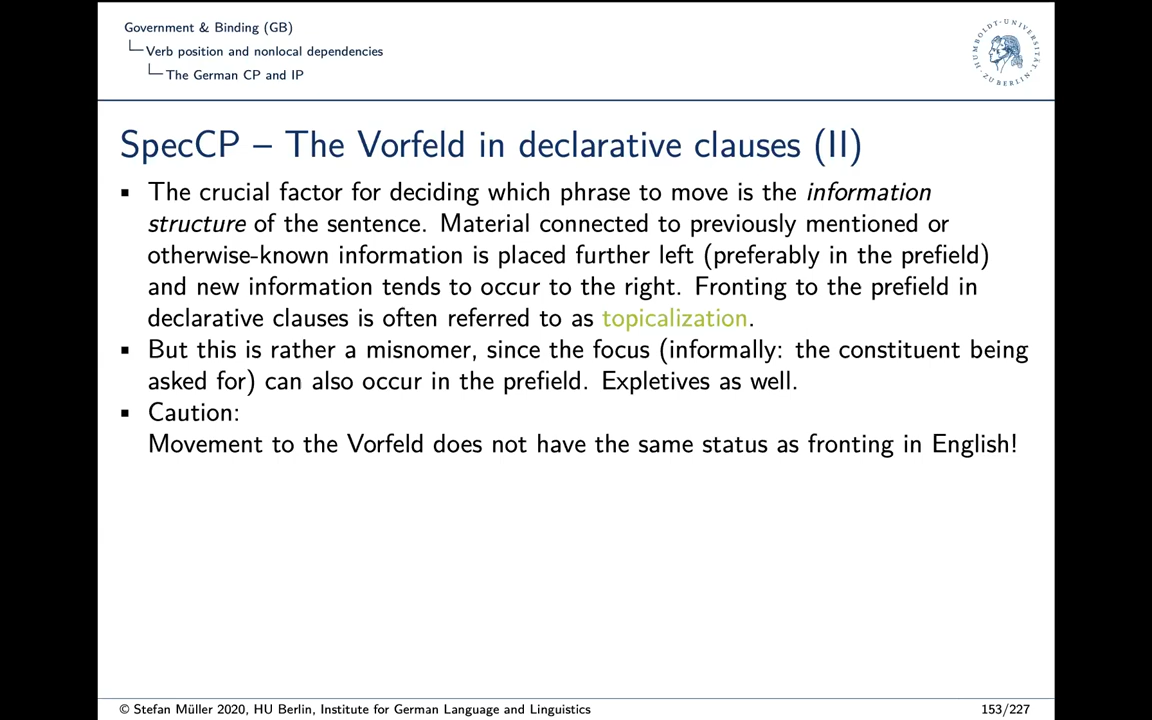 Government & Binding (GB)
Verb position and nonlocal dependencies
The German CP and IP
HUMBOLDT-UNIVERSITÄT ZU BERLIN
SpecCP – The Vorfeld in declarative clauses (II)
▪ The crucial factor for deciding which phrase to move is the information
structure of the sentence. Material connected to previously mentioned or
otherwise-known information is placed further left (preferably in the prefield)
and new information tends to occur to the right. Fronting to the prefield in
declarative clauses is often referred to as topicalization.
▪ But this is rather a misnomer, since the focus (informally: the constituent being
asked for) can also occur in the prefield. Expletives as well.
▪ Caution:
Movement to the Vorfeld does not have the same status as fronting in English!
© Stefan Müller 2020, HU Berlin, Institute for German Language and Linguistics
153/227